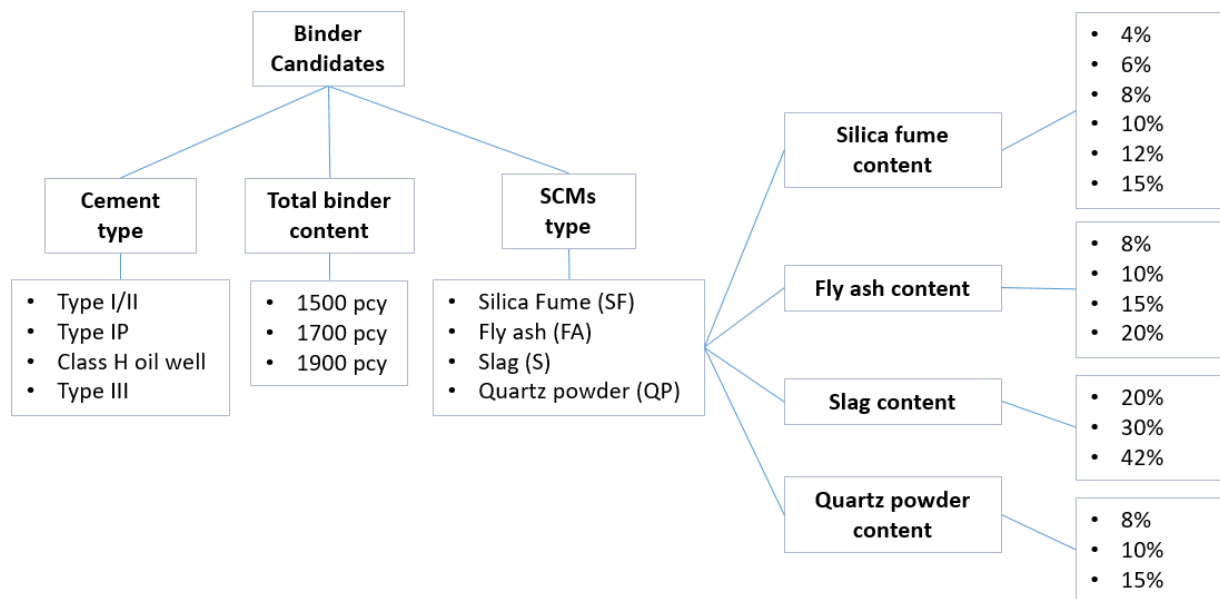 Binder
Candidates
Cement
type
Total binder
content
SCMs
type
• Type I/II
• Type IP
• Class H oil well
• Type III
• 1500 pcy
• 1700 pcy
• 1900 pcy
• Silica Fume (SF)
• Fly ash (FA)
• Slag (S)
• Quartz powder (QP)
Silica fume
content
• 4%
• 6%
• 8%
• 10%
• 12%
• 15%
Fly ash content
• 8%
• 10%
• 15%
• 20%
Slag content
• 20%
• 30%
• 42%
Quartz powder
content
• 8%
• 10%
• 15%